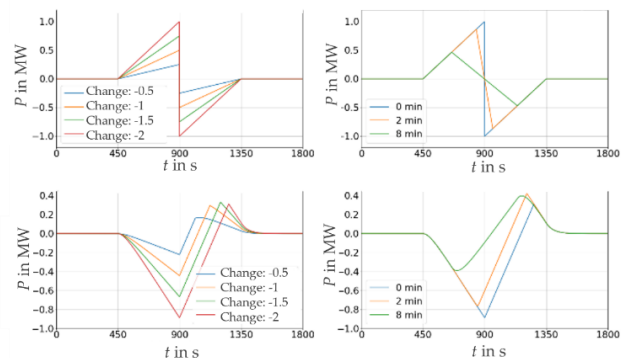 1.0
0.5
0.0
-0.5
-1.0
P in MW
Change: -0.5
Change: -1
Change: -1.5
Change: -2
0 450 900 1350 1800
t in s
1.0
0.5
0.0
-0.5
-1.0
P in MW
0 min
2 min
8 min
0 450 900 1350 1800
t in s
0.4
0.2
0.0
-0.2
-0.4
-0.6
-0.8
-1.0
P in MW
Change: -0.5
Change: -1
Change: -1.5
Change: -2
0 450 900 1350 1800
t in s
0.4
0.2
0.0
-0.2
-0.4
-0.6
-0.8
-1.0
P in MW
0 min
2 min
8 min
0 450 900 1350 1800
t in s